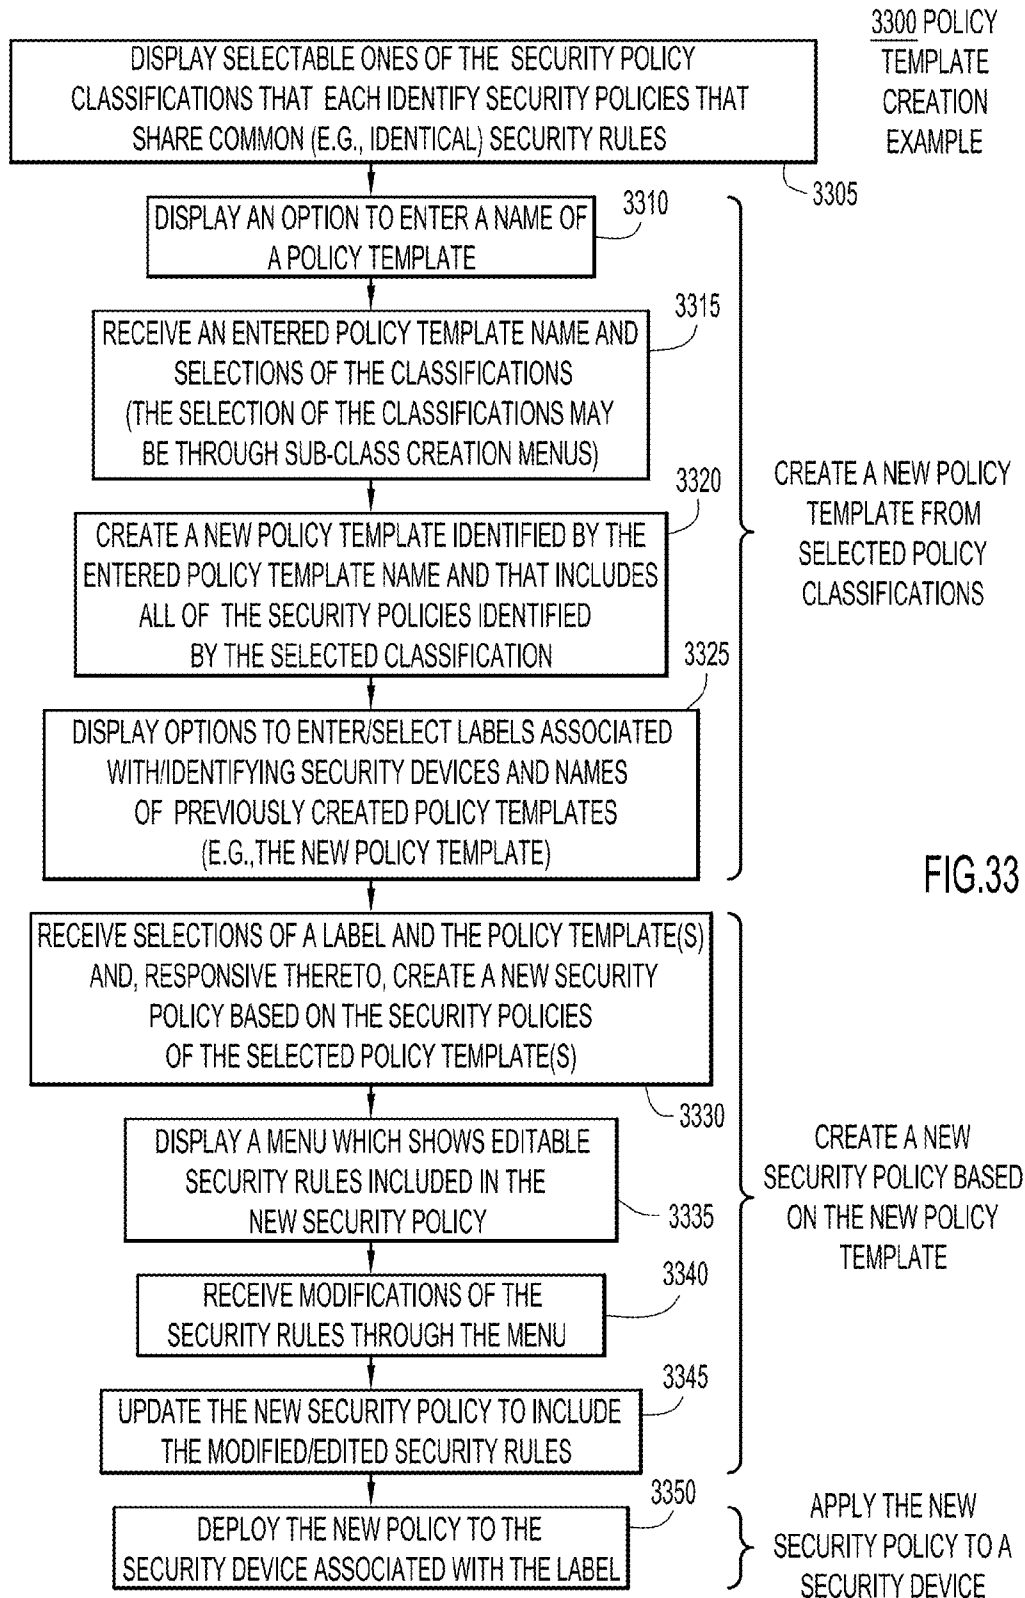 3300 POLICY
TEMPLATE
CREATION
EXAMPLE
DISPLAY SELECTABLE ONES OF THE SECURITY POLICY
CLASSIFICATIONS THAT EACH IDENTIFY SECURITY POLICIES THAT
SHARE COMMON (E.G., IDENTICAL) SECURITY RULES
3305
DISPLAY AN OPTION TO ENTER A NAME OF
A POLICY TEMPLATE
3310
RECEIVE AN ENTERED POLICY TEMPLATE NAME AND
SELECTIONS OF THE CLASSIFICATIONS
(THE SELECTION OF THE CLASSIFICATIONS MAY
BE THROUGH SUB-CLASS CREATION MENUS)
3315
CREATE A NEW POLICY TEMPLATE IDENTIFIED BY THE
ENTERED POLICY TEMPLATE NAME AND THAT INCLUDES
ALL OF THE SECURITY POLICIES IDENTIFIED
BY THE SELECTED CLASSIFICATION
3320
DISPLAY OPTIONS TO ENTER/SELECT LABELS ASSOCIATED
WITH/IDENTIFYING SECURITY DEVICES AND NAMES
OF PREVIOUSLY CREATED POLICY TEMPLATES
(E.G.,THE NEW POLICY TEMPLATE)
3325
CREATE A NEW POLICY
TEMPLATE FROM
SELECTED POLICY
CLASSIFICATIONS
FIG.33
RECEIVE SELECTIONS OF A LABEL AND THE POLICY TEMPLATE(S)
AND, RESPONSIVE THERETO, CREATE A NEW SECURITY
POLICY BASED ON THE SECURITY POLICIES
OF THE SELECTED POLICY TEMPLATE(S)
3330
DISPLAY A MENU WHICH SHOWS EDITABLE
SECURITY RULES INCLUDED IN THE
NEW SECURITY POLICY
3335
RECEIVE MODIFICATIONS OF THE
SECURITY RULES THROUGH THE MENU
3340
UPDATE THE NEW SECURITY POLICY TO INCLUDE
THE MODIFIED/EDITED SECURITY RULES
3345
CREATE A NEW
SECURITY POLICY BASED
ON THE NEW POLICY
TEMPLATE
DEPLOY THE NEW POLICY TO THE
SECURITY DEVICE ASSOCIATED WITH THE LABEL
3350
APPLY THE NEW
SECURITY POLICY TO A
SECURITY DEVICE